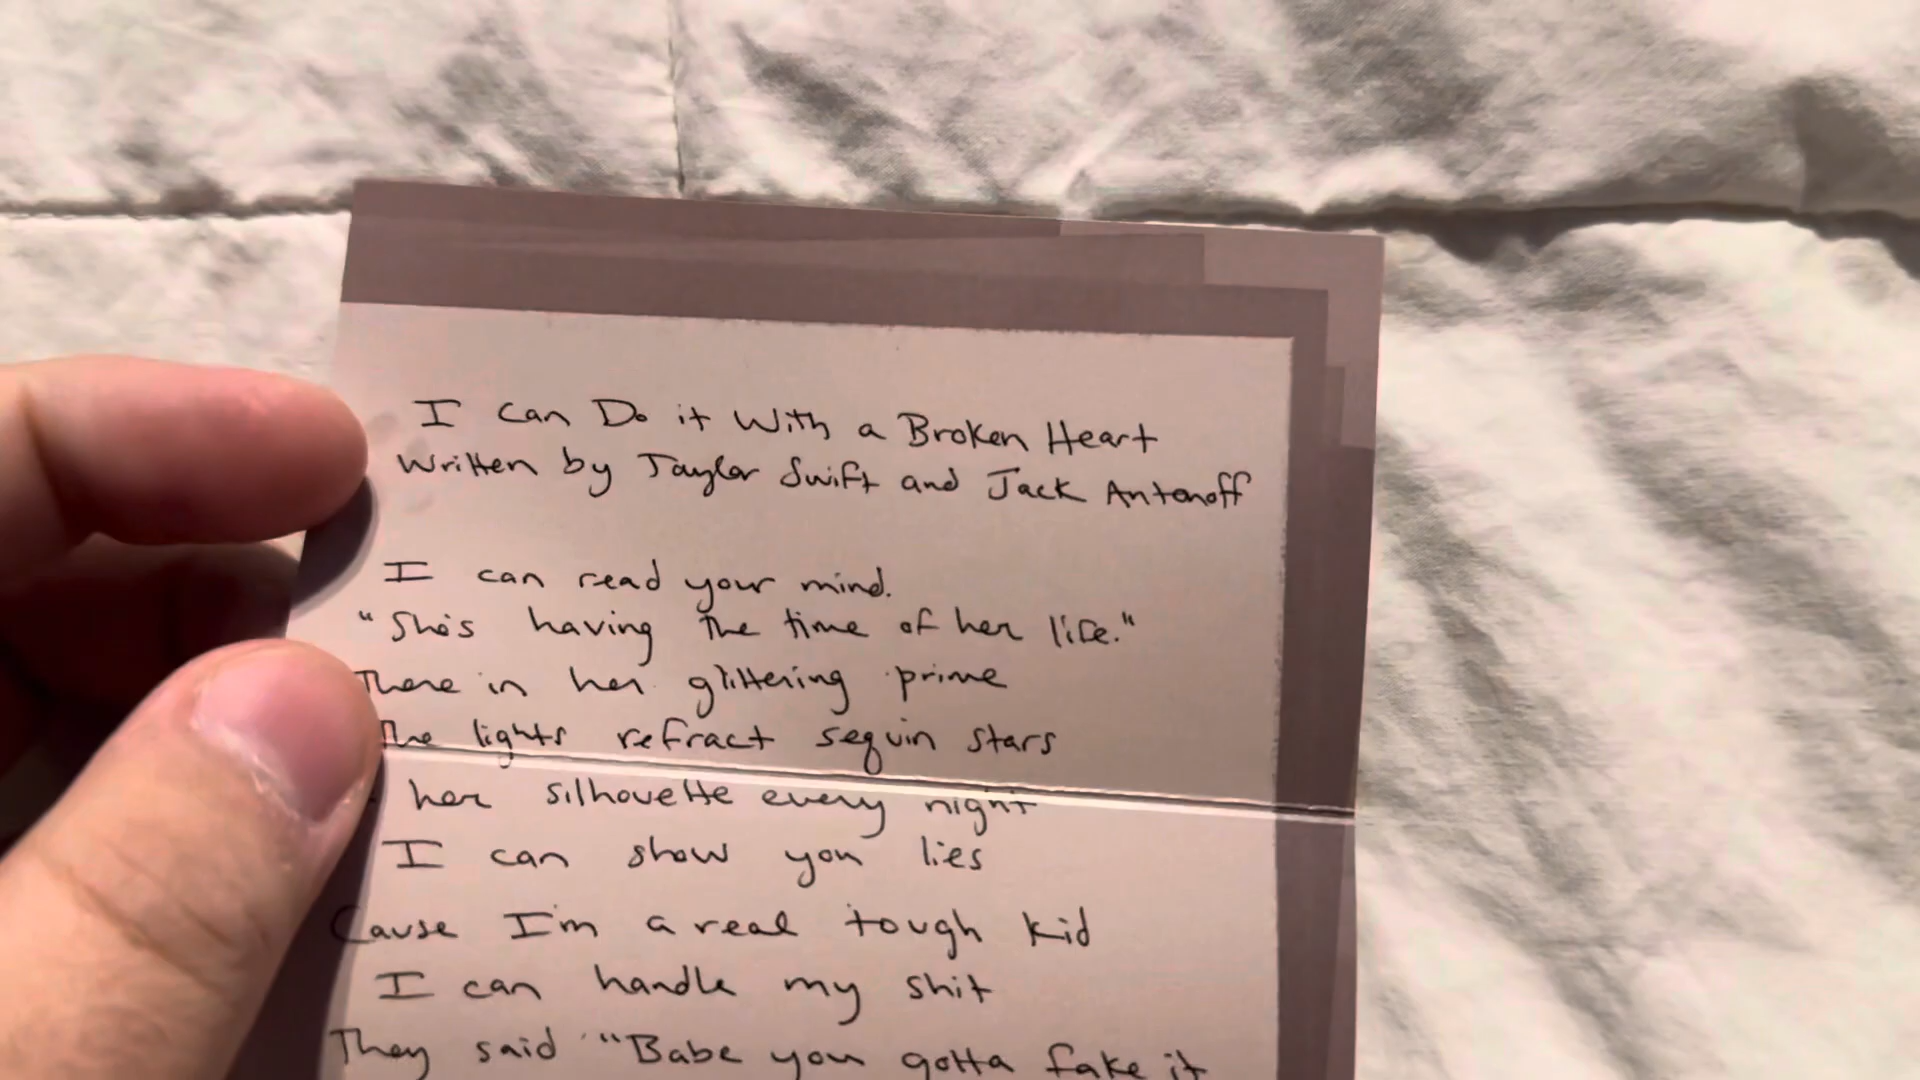 I Can Do it With a Broken Heart
Written by Taylor Swift and Jack Antonoff
I can read your mind.
"She's having the time of her life."
There in her glittering prime
The lights refract sequin stars
her silhouette every night
I can show you lies
Cause I'm a real tough kid
I can handle my shit
They said "Babe you gotta fake it